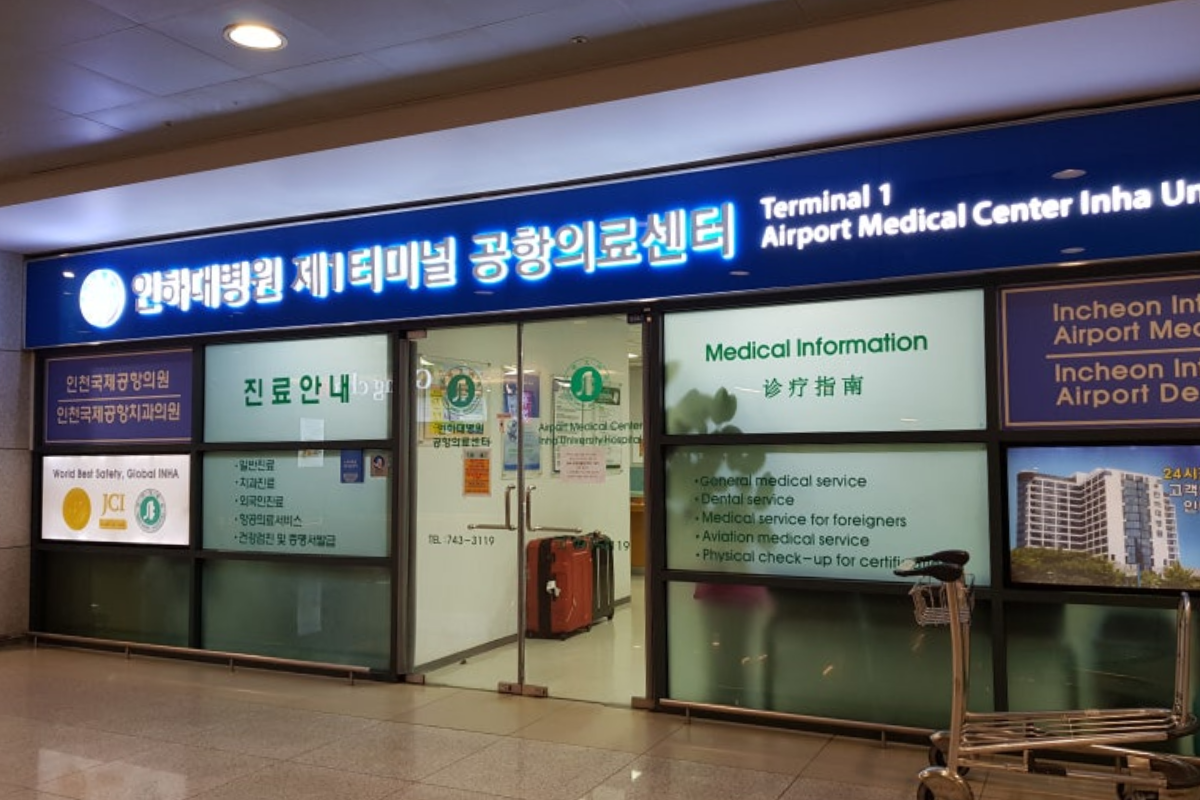 인하대병원 제1터미널 공항의료센터
Terminal 1
Airport Medical Center Inha
인천국제공항의원
인천국제공항치과의원
World Best Safety, Global INHA
JCI
진료안내
·일반진료
·치과진료
·외국인진료
·항공의료서비스
·건강검진 및 증명서발급
인하대병원
공항의료센터
TEL :743-3119
Airport Medical Center
Inha University Hospital
Medical Information
诊疗指南
·General medical service
·Dental service
·Medical service for foreigners
·Aviation medical service
·Physical check-up for
Incheon
Airport
Incheon
Airport
24시
고객